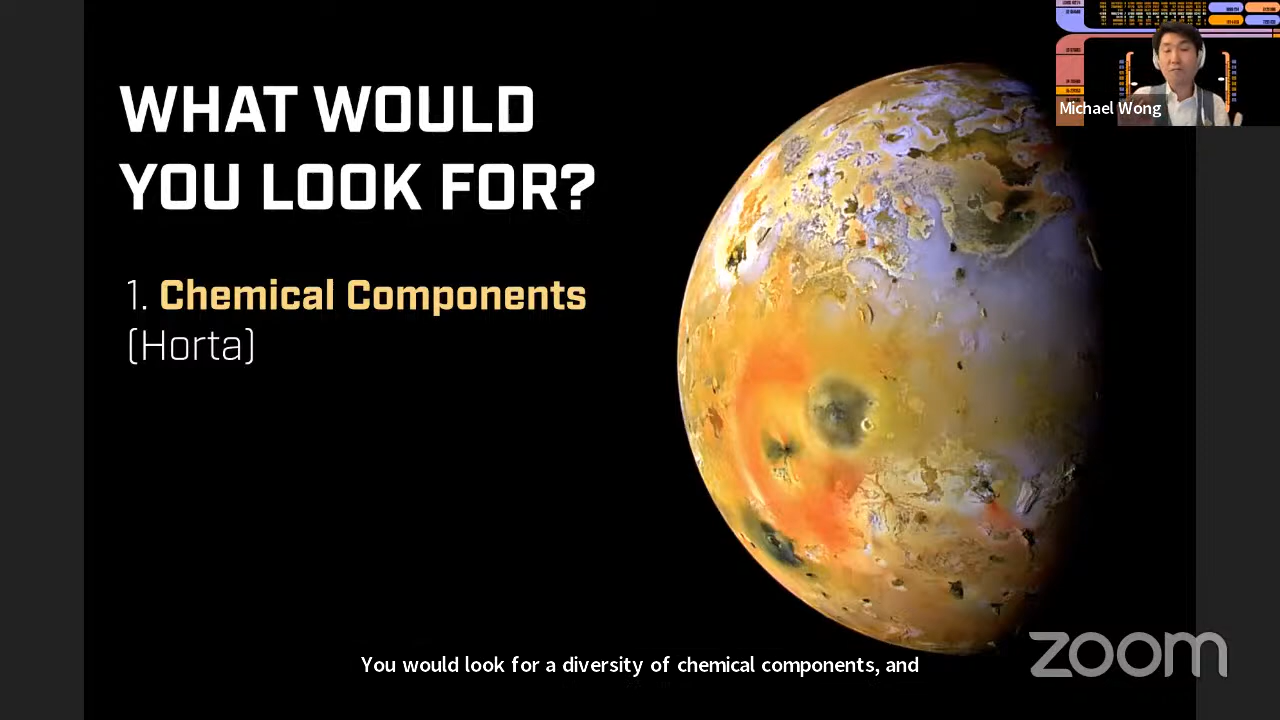 WHAT WOULD
YOU LOOK FOR?
1. Chemical Components
(Horta)
Michael Wong
You would look for a diversity of chemical components, and
zoom